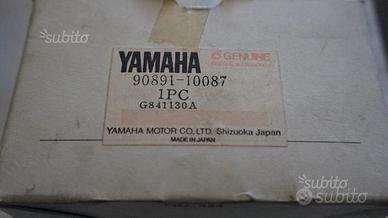 subito
YAMAHA
GENUINE
90891-10087
1PC
G841130A
YAMAHA MOTOR CO., LTD. Shizuoka Japan
MADE IN JAPAN
subito